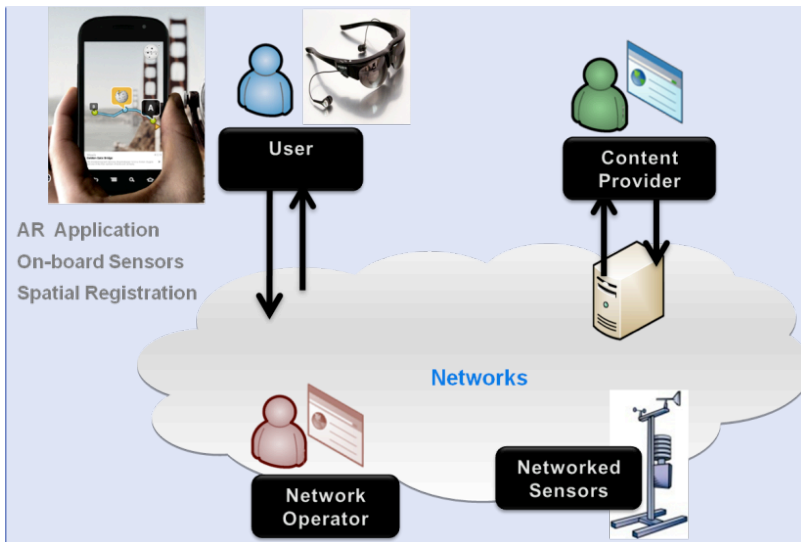 User
Content
Provider
AR Application
On-board Sensors
Spatial Registration
Networks
Network
Operator
Networked
Sensors
A